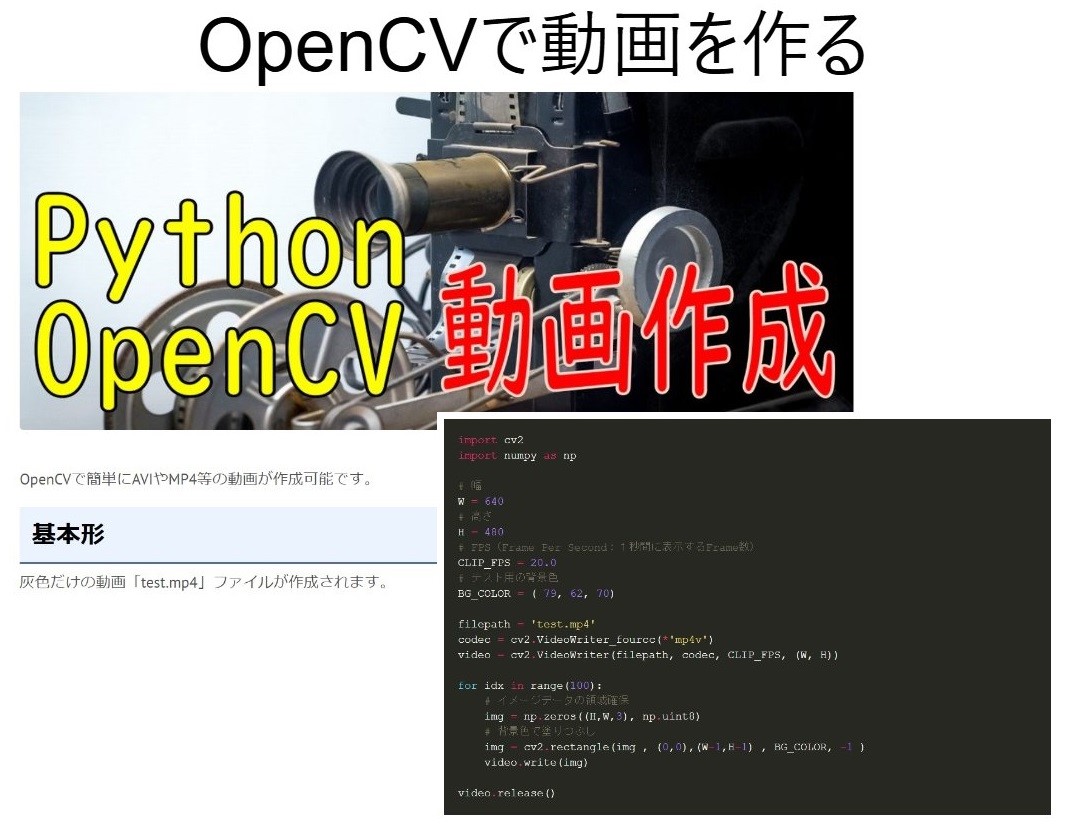 OpenCVで動画を作る
Python
OpenCV 動画作成
OpenCVで簡単にAVIやMP4等の動画が作成可能です。
基本形
灰色だけの動画「test.mp4」ファイルが作成されます。
import cv2
import numpy as np
# 幅
W = 640
# 高さ
H = 480
# FPS（Frame Per Second：１秒間に表示するFrame数）
CLIP_FPS = 20.0
# テスト用の背景色
BG_COLOR = ( 79, 62, 70)
filepath = 'test.mp4'
codec = cv2.VideoWriter_fourcc(*'mp4v')
video = cv2.VideoWriter(filepath, codec, CLIP_FPS, (W, H))
for idx in range(100):
# イメージデータの領域確保
img = np.zeros((H,W,3), np.uint8)
# 背景色で塗りつぶし
img = cv2.rectangle(img , (0,0),(W-1,H-1) , BG_COLOR, -1 )
video.write(img)
video.release()